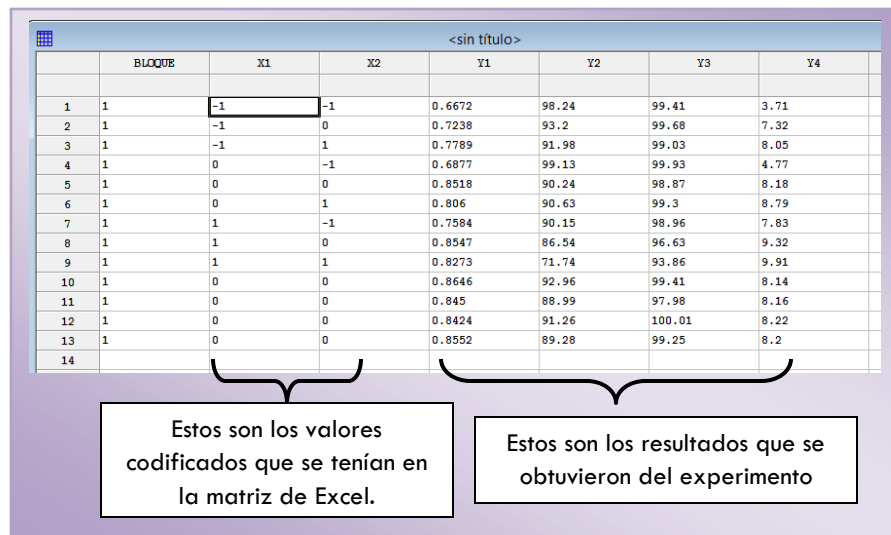 <sin título>
BLOQUE X1 X2 Y1 Y2 Y3 Y4
1 1 -1 -1 0.6672 98.24 99.41 3.71
2 1 -1 0 0.7238 93.2 99.68 7.32
3 1 -1 1 0.7789 91.98 99.03 8.05
4 1 0 -1 0.6877 99.13 99.93 4.77
5 1 0 0 0.8518 90.24 98.87 8.18
6 1 0 1 0.806 90.63 99.3 8.79
7 1 1 -1 0.7584 90.15 98.96 7.83
8 1 1 0 0.8547 86.54 96.63 9.32
9 1 1 1 0.8273 71.74 93.86 9.91
10 1 0 0 0.8646 92.96 99.41 8.14
11 1 0 0 0.845 88.99 97.98 8.16
12 1 0 0 0.8424 91.26 100.01 8.22
13 1 0 0 0.8552 89.28 99.25 8.2
14
Estos son los valores
codificados que se tenían en
la matriz de Excel.
Estos son los resultados que se
obtuvieron del experimento